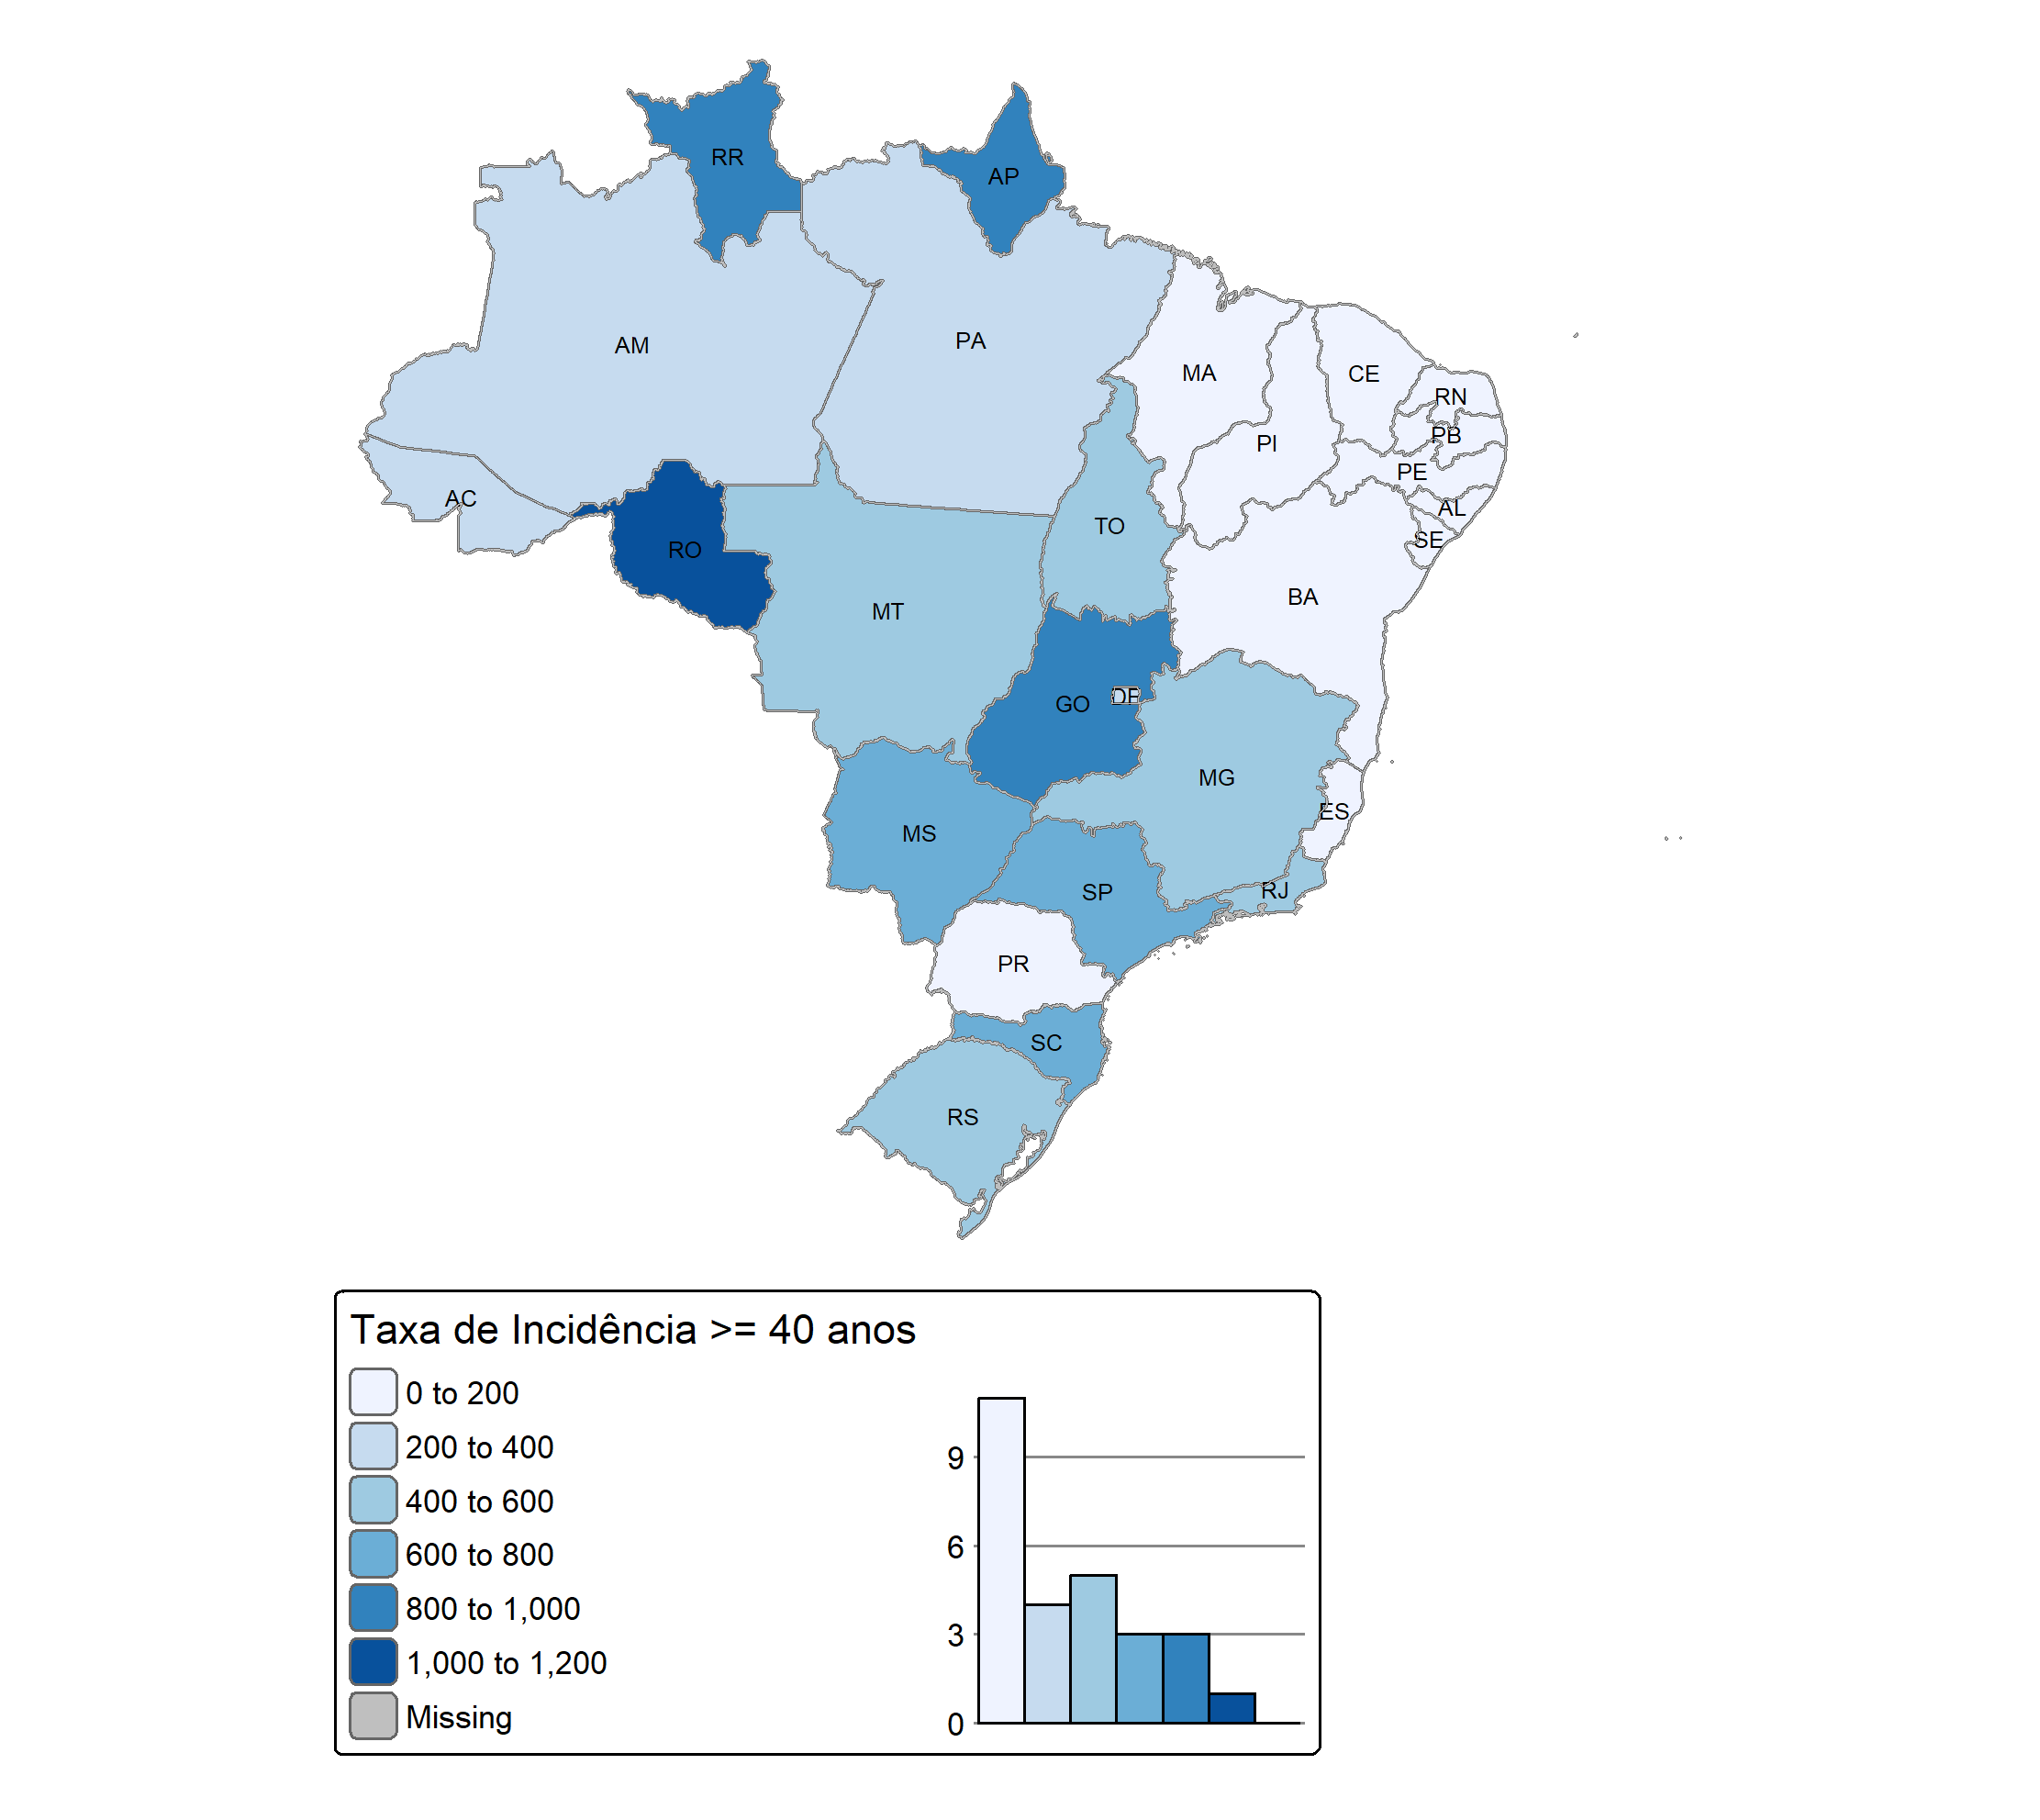 RR
AP
AM
PA
MA
CE
RN
PB
PI
PE
AC
AL
TO
SE
RO
BA
MT
DF
GO
MG
ES
MS
RJ
SP
PR
SC
RS
Taxa de Incidência >= 40 anos
0 to 200
200 to 400
400 to 600
600 to 800
800 to 1,000
1,000 to 1,200
Missing
9
6
3
0